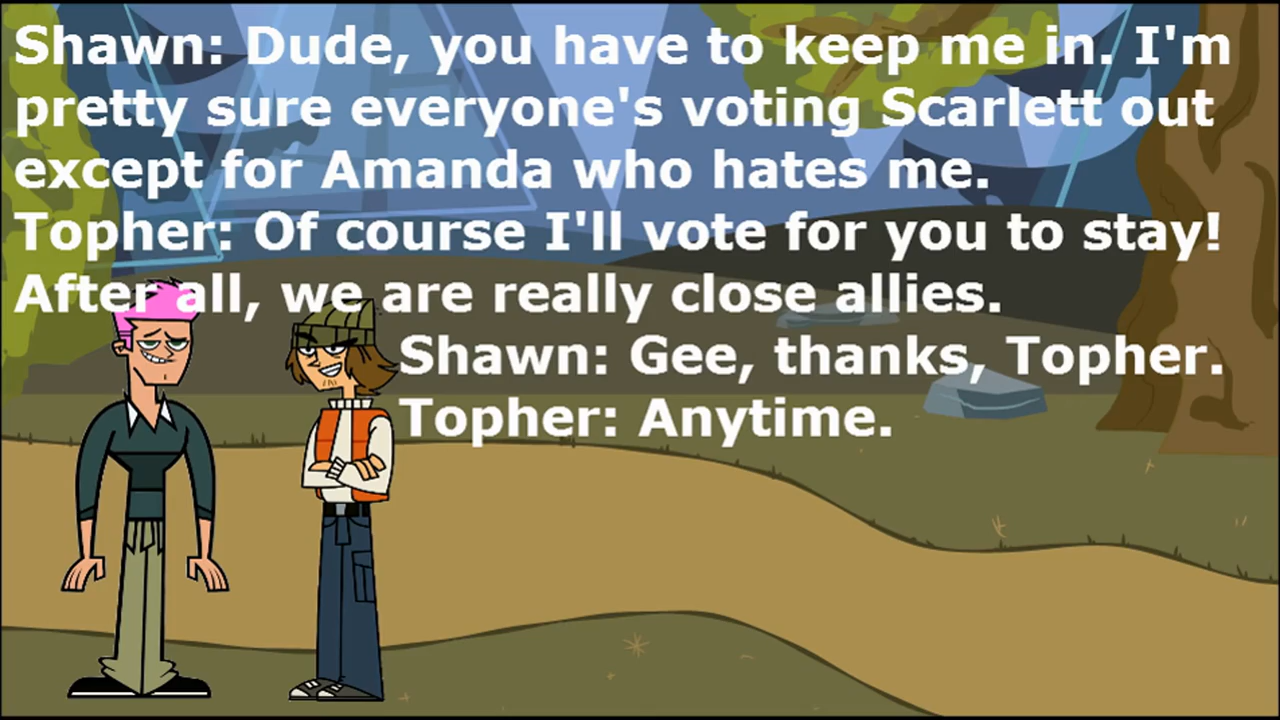 Shawn: Dude, you have to keep me in. I'm
pretty sure everyone's voting Scarlett out
except for Amanda who hates me.
Topher: Of course I'll vote for you to stay!
After all, we are really close allies.
Shawn: Gee, thanks, Topher.
Topher: Anytime.